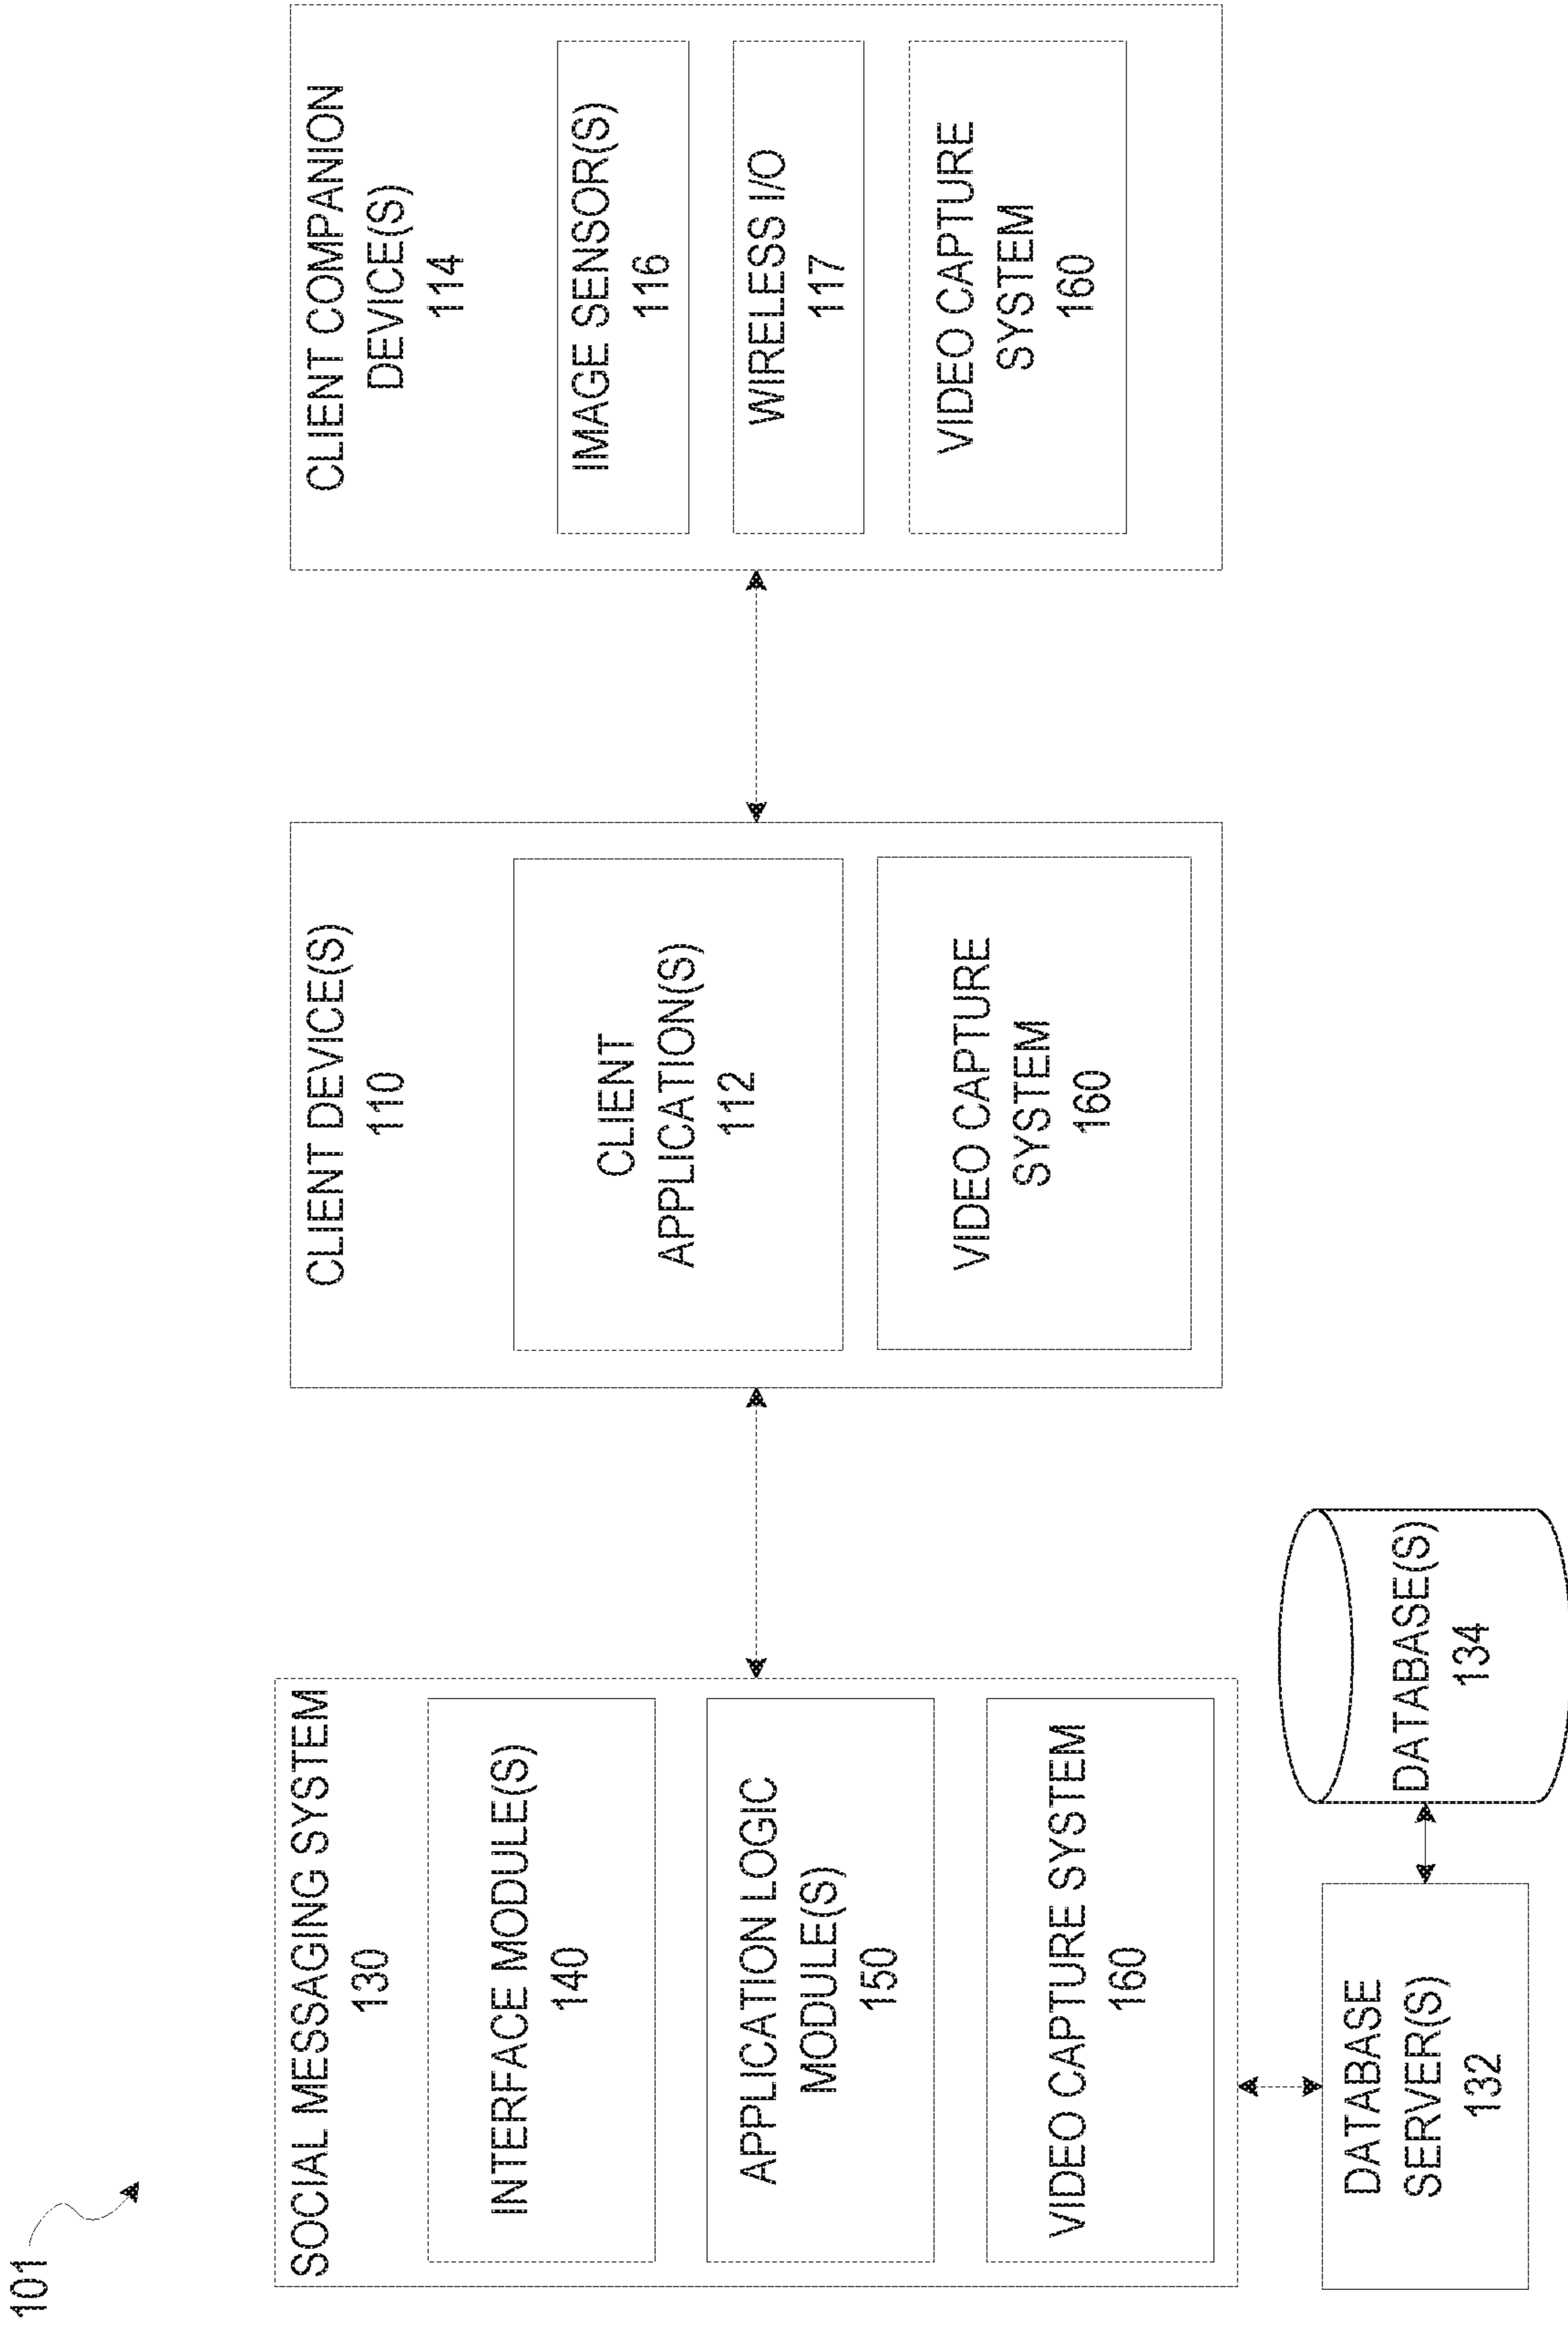 101
SOCIAL MESSAGING SYSTEM
130
INTERFACE MODULE(S)
140
APPLICATION LOGIC
MODULE(S)
150
VIDEO CAPTURE SYSTEM
160
DATABASE
SERVER(S)
132
DATABASE(S)
134
CLIENT DEVICE(S)
110
CLIENT
APPLICATION(S)
112
VIDEO CAPTURE
SYSTEM
160
CLIENT COMPANION
DEVICE(S)
114
IMAGE SENSOR(S)
116
WIRELESS I/O
117
VIDEO CAPTURE
SYSTEM
160